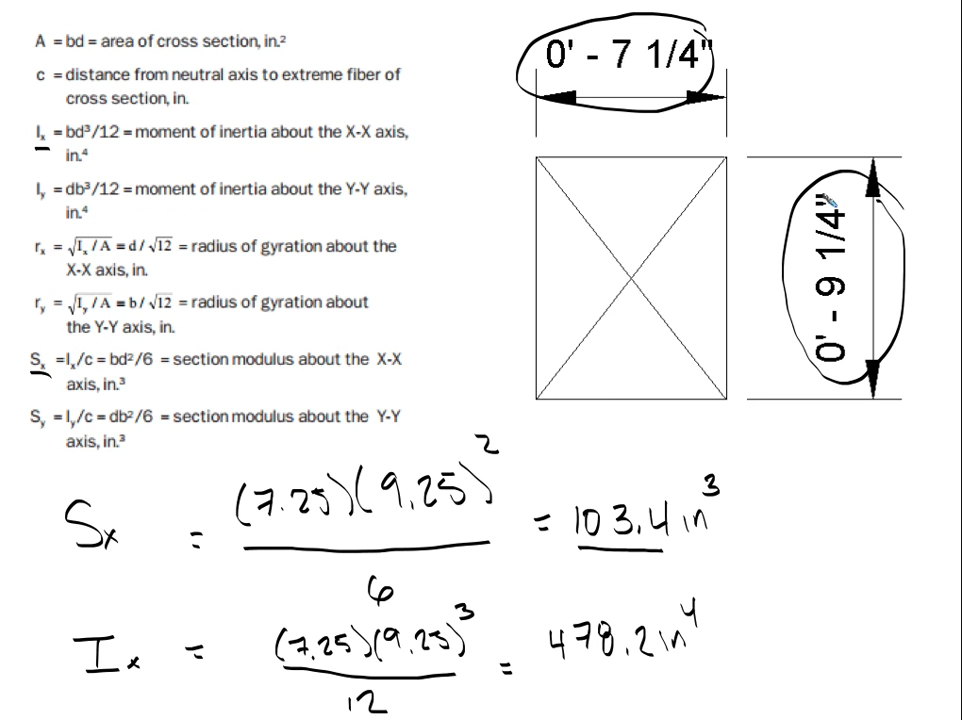 A = bd = area of cross section, in.²
c = distance from neutral axis to extreme fiber of
cross section, in.
Iₓ = bd³/12 = moment of inertia about the X-X axis,
in.⁴
Iᵧ = db³/12 = moment of inertia about the Y-Y axis,
in.⁴
rₓ = √Iₓ/A = d/√12 = radius of gyration about the
X-X axis, in.
rᵧ = √Iᵧ/A = b/√12 = radius of gyration about
the Y-Y axis, in.
Sₓ =Iₓ/c = bd²/6 = section modulus about the X-X
axis, in.³
Sᵧ = Iᵧ/c = db²/6 = section modulus about the Y-Y
axis, in.³
0' - 7 1/4"
0' - 9 1/4"
Sx = (7.25)(9.25)² / 6 = 103.4 in³
Ix = (7.25)(9.25)³ / 12 = 478.2 in⁴